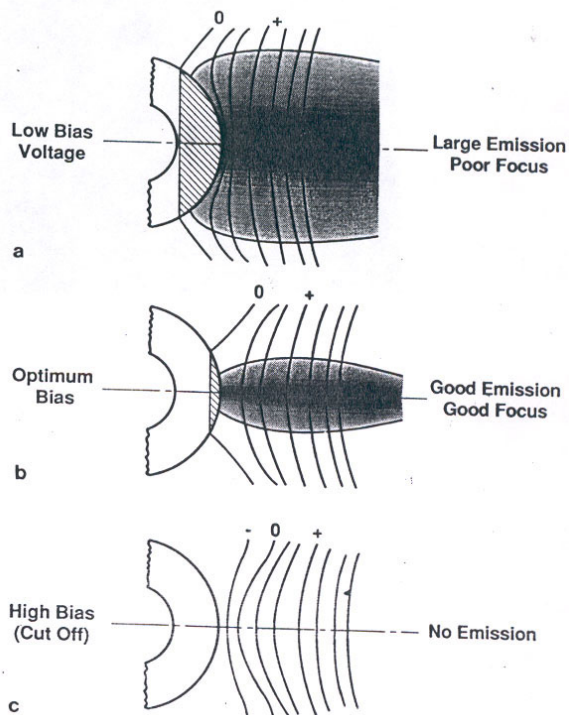 0 +
Low Bias
Voltage
Large Emission
Poor Focus
a
0 +
Optimum
Bias
Good Emission
Good Focus
b
- 0 +
High Bias
(Cut Off)
No Emission
c